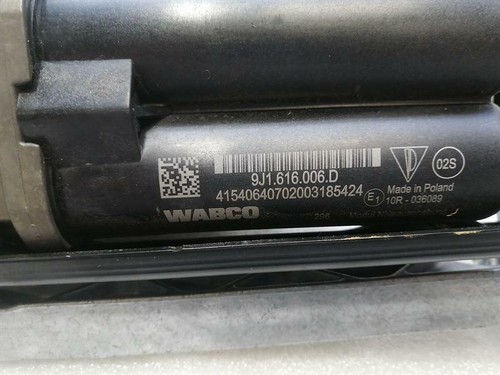 9J1.616.006.D
41540640702003185424
WABCO
02S
Made in Poland
E1 10R - 036089